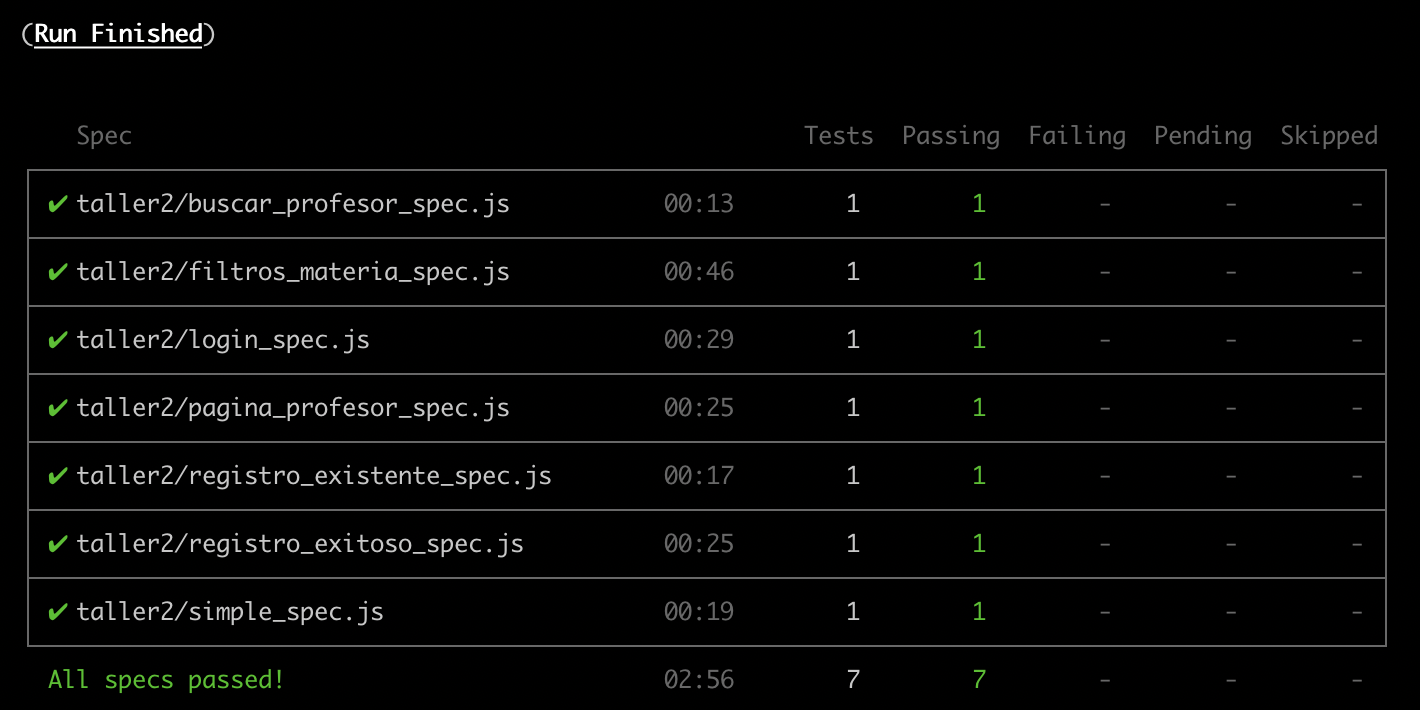 (Run Finished)
Spec Tests Passing Failing Pending Skipped
✔ taller2/buscar_profesor_spec.js 00:13 1 1 - - -
✔ taller2/filtros_materia_spec.js 00:46 1 1 - - -
✔ taller2/login_spec.js 00:29 1 1 - - -
✔ taller2/pagina_profesor_spec.js 00:25 1 1 - - -
✔ taller2/registro_existente_spec.js 00:17 1 1 - - -
✔ taller2/registro_exitoso_spec.js 00:25 1 1 - - -
✔ taller2/simple_spec.js 00:19 1 1 - - -
All specs passed! 02:56 7 7 - - -